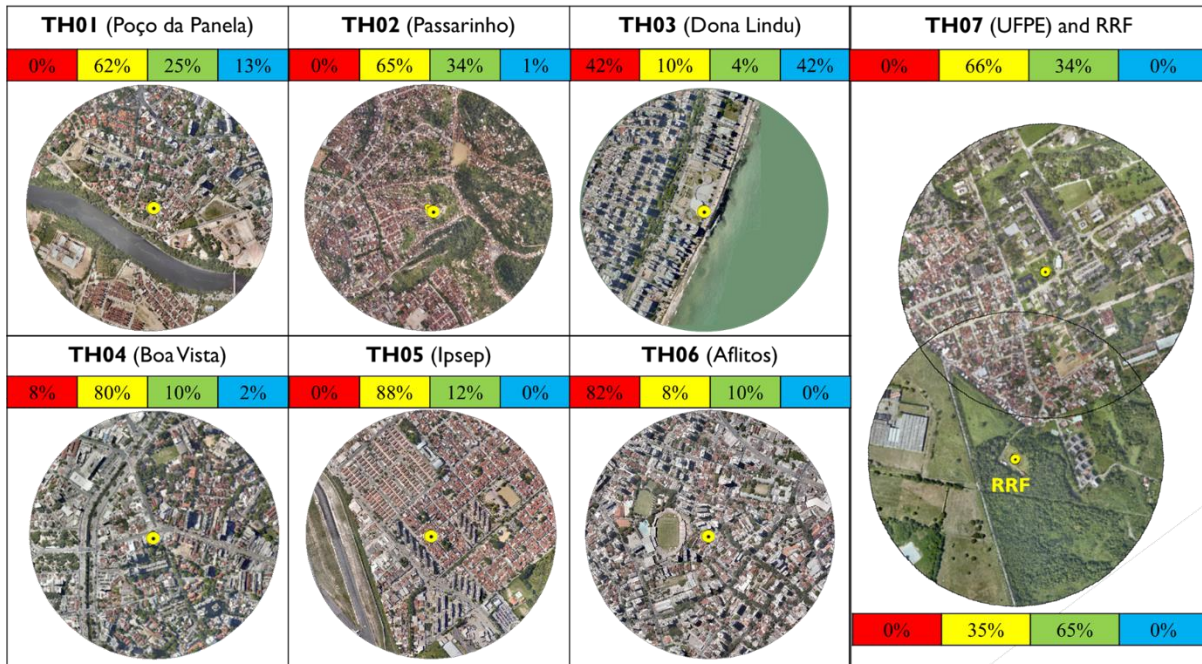 TH01 (Poço da Panela)
0% 62% 25% 13%
TH02 (Passarinho)
0% 65% 34% 1%
TH03 (Dona Lindu)
42% 10% 4% 42%
TH07 (UFPE) and RRF
0% 66% 34% 0%
TH04 (Boa Vista)
8% 80% 10% 2%
TH05 (Ipsep)
0% 88% 12% 0%
TH06 (Aflitos)
82% 8% 10% 0%
RRF
0% 35% 65% 0%